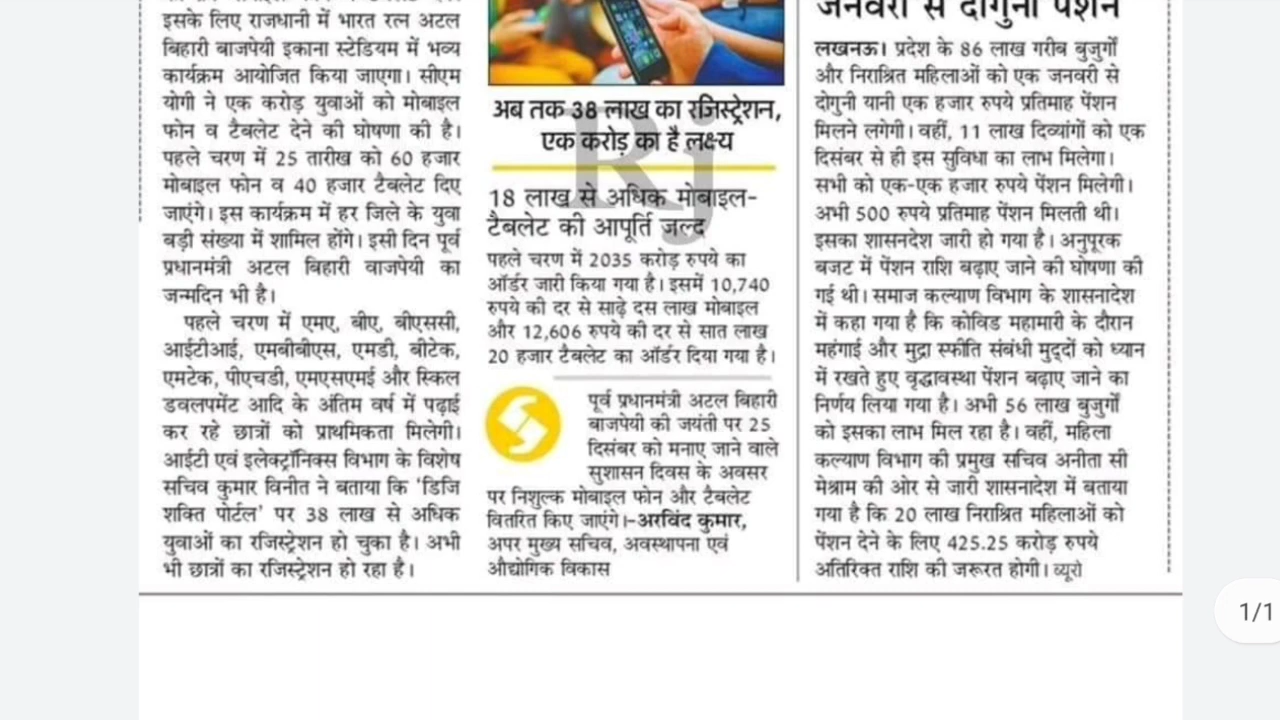 इसके लिए राजधानी में भारत रत्न अटल
बिहारी बाजपेयी इकाना स्टेडियम में भव्य
कार्यक्रम आयोजित किया जाएगा। सीएम
योगी ने एक करोड़ युवाओं को मोबाइल
फोन व टैबलेट देने की घोषणा की है।
पहले चरण में 25 तारीख को 60 हजार
मोबाइल फोन व 40 हजार टैबलेट दिए
जाएंगे। इस कार्यक्रम में हर जिले के युवा
बड़ी संख्या में शामिल होंगे। इसी दिन पूर्व
प्रधानमंत्री अटल बिहारी वाजपेयी का
जन्मदिन भी है।
पहले चरण में एमए, बीए, बीएससी,
आईटीआई, एमबीबीएस, एमडी, बीटेक,
एमटेक, पीएचडी, एमएसएमई और स्किल
डवलपमेंट आदि के अंतिम वर्ष में पढ़ाई
कर रहे छात्रों को प्राथमिकता मिलेगी।
आईटी एवं इलेक्ट्रॉनिक्स विभाग के विशेष
सचिव कुमार विनीत ने बताया कि ‘डिजि
शक्ति पोर्टल’ पर 38 लाख से अधिक
युवाओं का रजिस्ट्रेशन हो चुका है। अभी
भी छात्रों का रजिस्ट्रेशन हो रहा है।
अब तक 38 लाख का रजिस्ट्रेशन,
एक करोड़ का है लक्ष्य
Rj
18 लाख से अधिक मोबाइल-
टैबलेट की आपूर्ति जल्द
पहले चरण में 2035 करोड़ रुपये का
ऑर्डर जारी किया गया है। इसमें 10,740
रुपये की दर से साढ़े दस लाख मोबाइल
और 12,606 रुपये की दर से सात लाख
20 हजार टैबलेट का ऑर्डर दिया गया है।
पूर्व प्रधानमंत्री अटल बिहारी
बाजपेयी की जयंती पर 25
दिसंबर को मनाए जाने वाले
सुशासन दिवस के अवसर
पर निशुल्क मोबाइल फोन और टैबलेट
वितरित किए जाएंगे।-अरविंद कुमार,
अपर मुख्य सचिव, अवस्थापना एवं
औद्योगिक विकास
जनवरी से दोगुनी पेंशन
लखनऊ। प्रदेश के 86 लाख गरीब बुजुर्गों
और निराश्रित महिलाओं को एक जनवरी से
दोगुनी यानी एक हजार रुपये प्रतिमाह पेंशन
मिलने लगेगी। वहीं, 11 लाख दिव्यांगों को एक
दिसंबर से ही इस सुविधा का लाभ मिलेगा।
सभी को एक-एक हजार रुपये पेंशन मिलेगी।
अभी 500 रुपये प्रतिमाह पेंशन मिलती थी।
इसका शासनदेश जारी हो गया है। अनुपूरक
बजट में पेंशन राशि बढ़ाए जाने की घोषणा की
गई थी। समाज कल्याण विभाग के शासनादेश
में कहा गया है कि कोविड महामारी के दौरान
महंगाई और मुद्रा स्फीति संबंधी मुद्दों को ध्यान
में रखते हुए वृद्धावस्था पेंशन बढ़ाए जाने का
निर्णय लिया गया है। अभी 56 लाख बुजुर्गों
को इसका लाभ मिल रहा है। वहीं, महिला
कल्याण विभाग की प्रमुख सचिव अनीता सी
मेश्राम की ओर से जारी शासनादेश में बताया
गया है कि 20 लाख निराश्रित महिलाओं को
पेंशन देने के लिए 425.25 करोड़ रुपये
अतिरिक्त राशि की जरूरत होगी। ब्यूरो
1/1